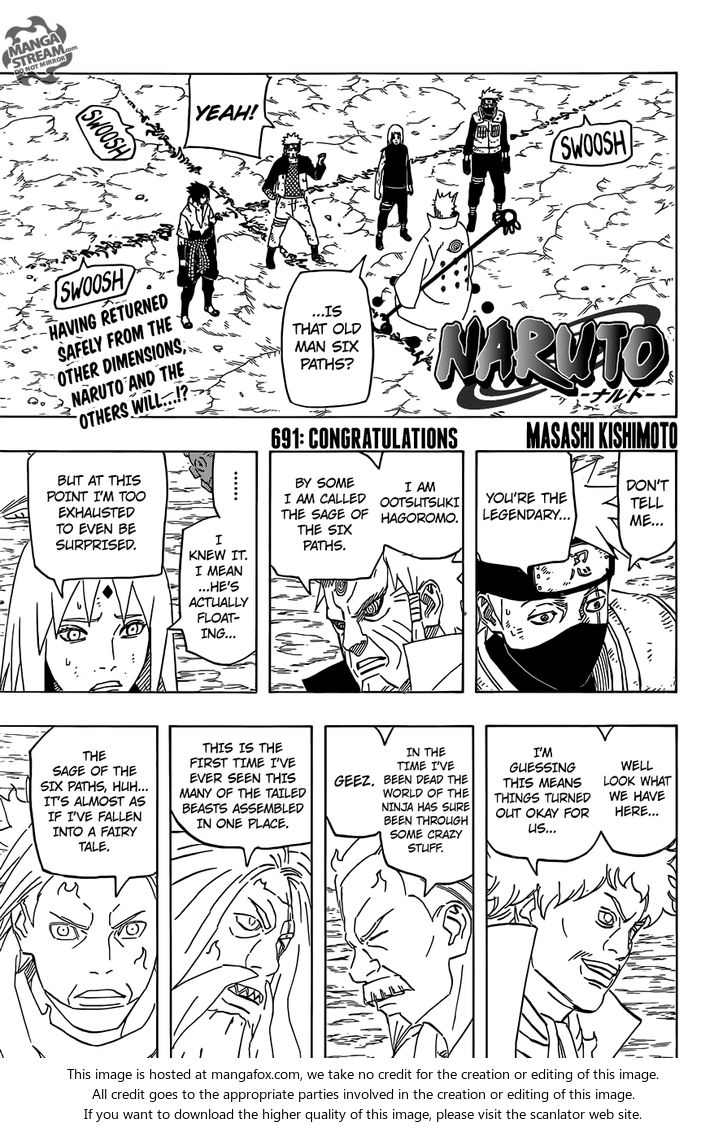 MANGA
STREAM.com
DO NOT MIRROR
SWOOSH
YEAH!
SWOOSH
SWOOSH
...IS
THAT OLD
MAN SIX
PATHS?
HAVING RETURNED
SAFELY FROM THE
OTHER DIMENSIONS,
NARUTO AND THE
OTHERS WILL...!?
NARUTO
-ナルト-
691: CONGRATULATIONS
MASASHI KISHIMOTO
DON'T
TELL
ME...
YOU'RE THE
LEGENDARY...
I AM
OOTSUTSUKI
HAGOROMO.
BY SOME
I AM CALLED
THE SAGE OF
THE SIX
PATHS.
........
I
KNEW IT.
I MEAN
...HE'S
ACTUALLY
FLOAT-
ING...
BUT AT THIS
POINT I'M TOO
EXHAUSTED
TO EVEN BE
SURPRISED.
WELL
LOOK WHAT
WE HAVE
HERE...
I'M
GUESSING
THIS MEANS
THINGS TURNED
OUT OKAY FOR
US...
IN THE
TIME I'VE
BEEN DEAD THE
WORLD OF THE
NINJA HAS SURE
BEEN THROUGH
SOME CRAZY
STUFF.
GEEZ.
THIS IS THE
FIRST TIME I'VE
EVER SEEN THIS
MANY OF THE TAILED
BEASTS ASSEMBLED
IN ONE PLACE.
THE
SAGE OF THE
SIX PATHS, HUH...
IT'S ALMOST AS
IF I'VE FALLEN
INTO A FAIRY
TALE.
This image is hosted at mangafox.com, we take no credit for the creation or editing of this image.
All credit goes to the appropriate parties involved in the creation or editing of this image.
If you want to download the higher quality of this image, please visit the scanlator web site.